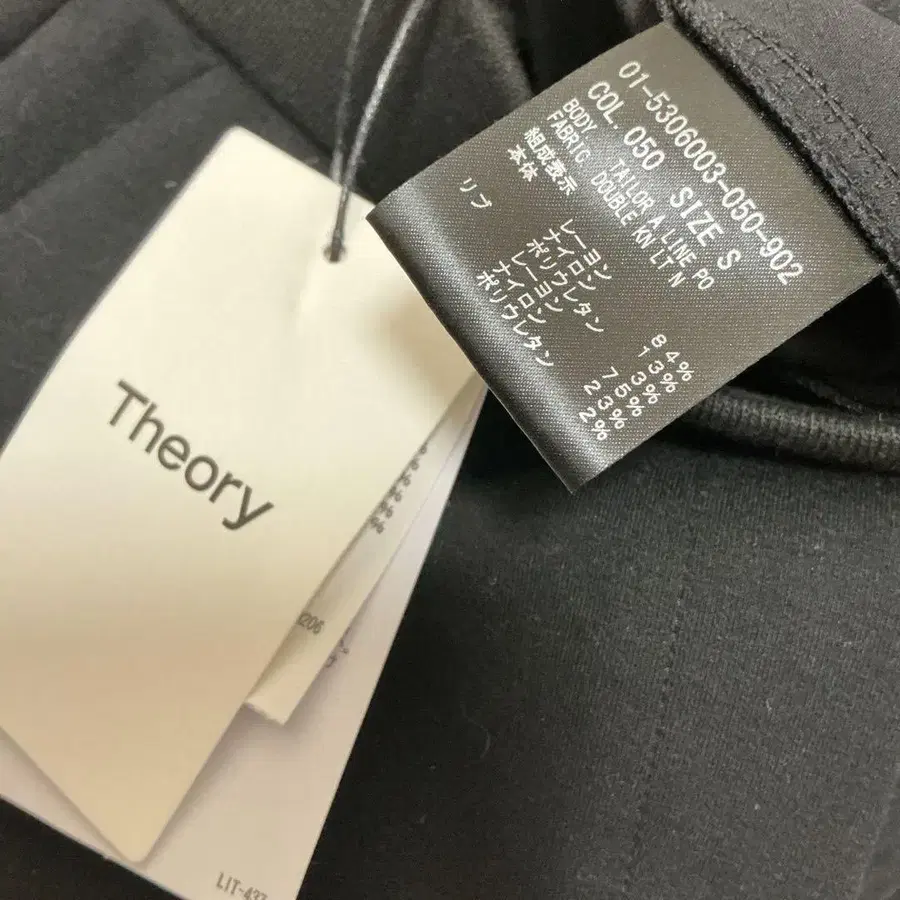 Theory
01-5306003-050-902
COL. 050 SIZE S
BODY TAILOR A LINE PO
FABRIC DOUBLE KN LT N
組成表示
本体 レーヨン 84%
ナイロン 13%
ポリウレタン 3%
リブ レーヨン 75%
ナイロン 23%
ポリウレタン 2%
206
LIT-437